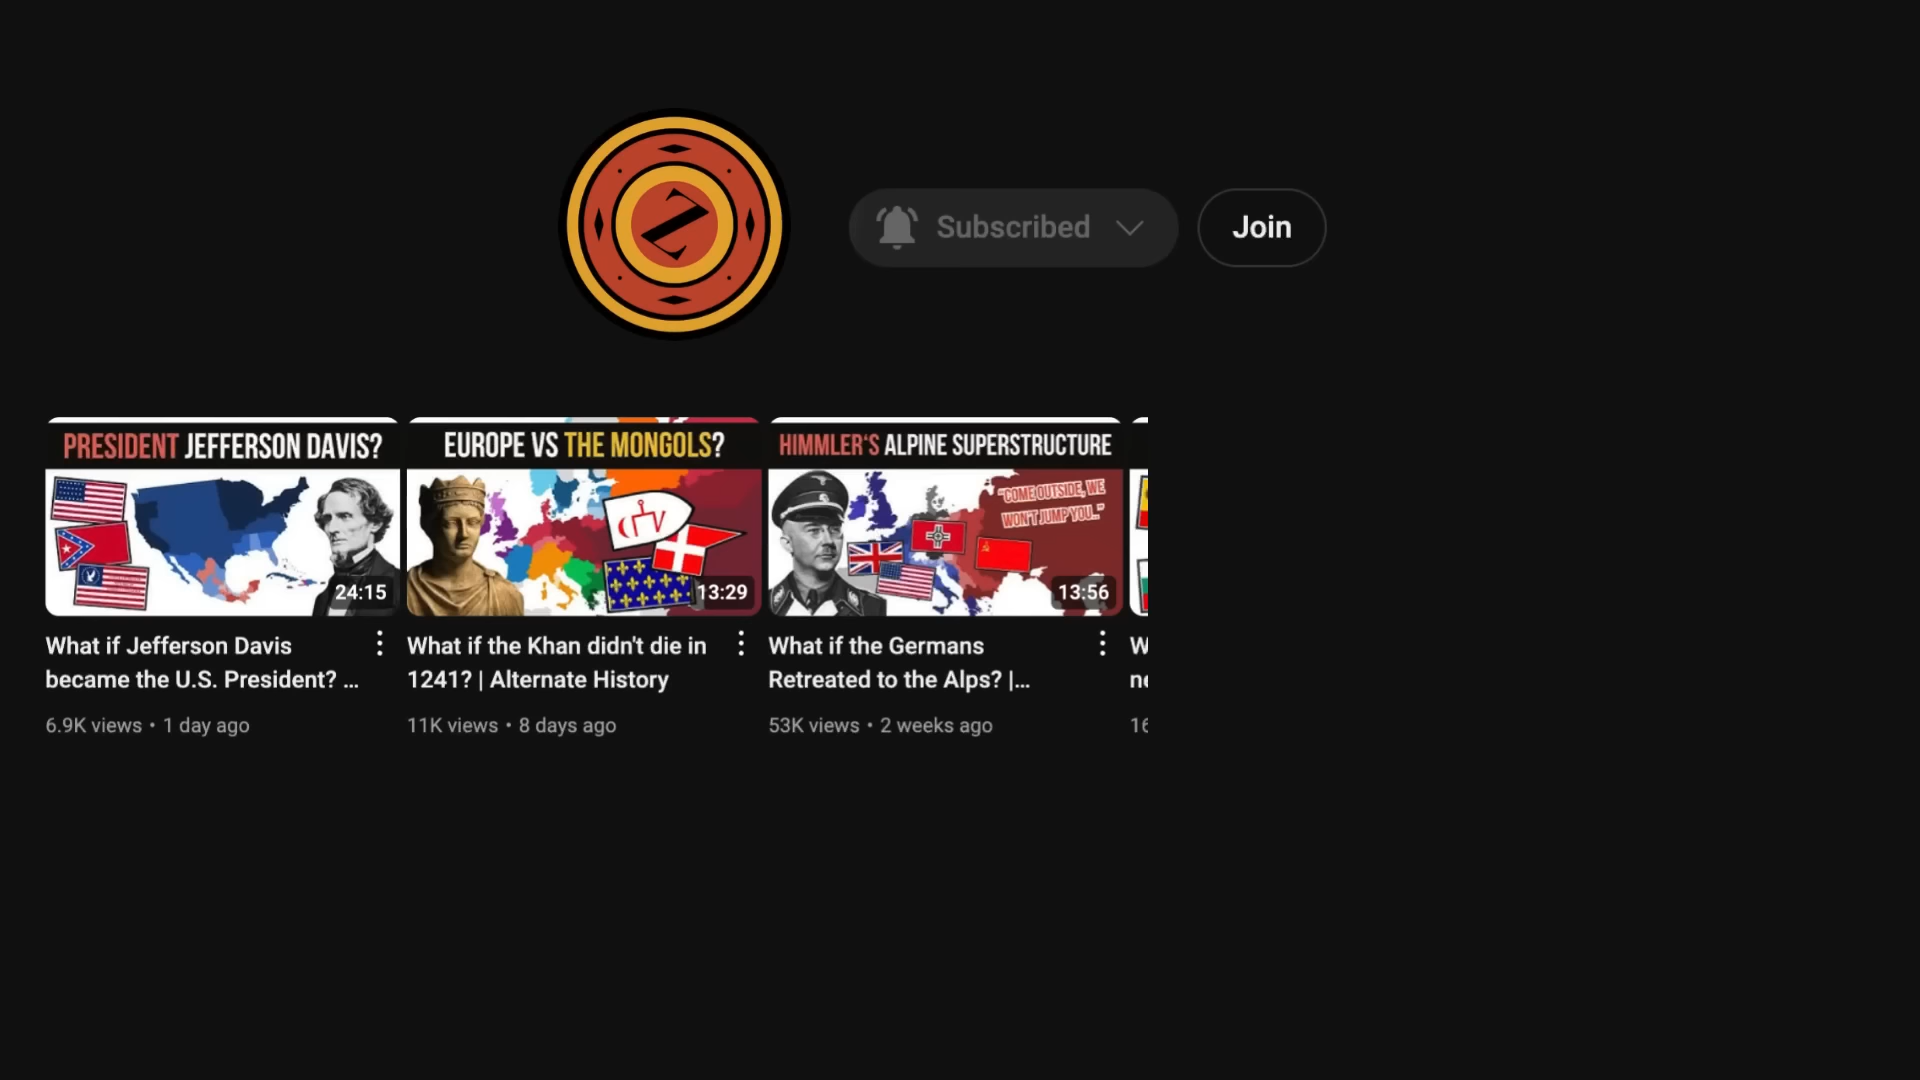 Subscribed
Join
PRESIDENT JEFFERSON DAVIS?
24:15
What if Jefferson Davis
became the U.S. President? ...
6.9K views • 1 day ago
EUROPE VS THE MONGOLS?
13:29
What if the Khan didn't die in
1241? | Alternate History
11K views • 8 days ago
HIMMLER'S ALPINE SUPERSTRUCTURE
"COME OUTSIDE, WE
WON'T JUMP YOU..."
13:56
What if the Germans
Retreated to the Alps? |...
53K views • 2 weeks ago
W
ne
16